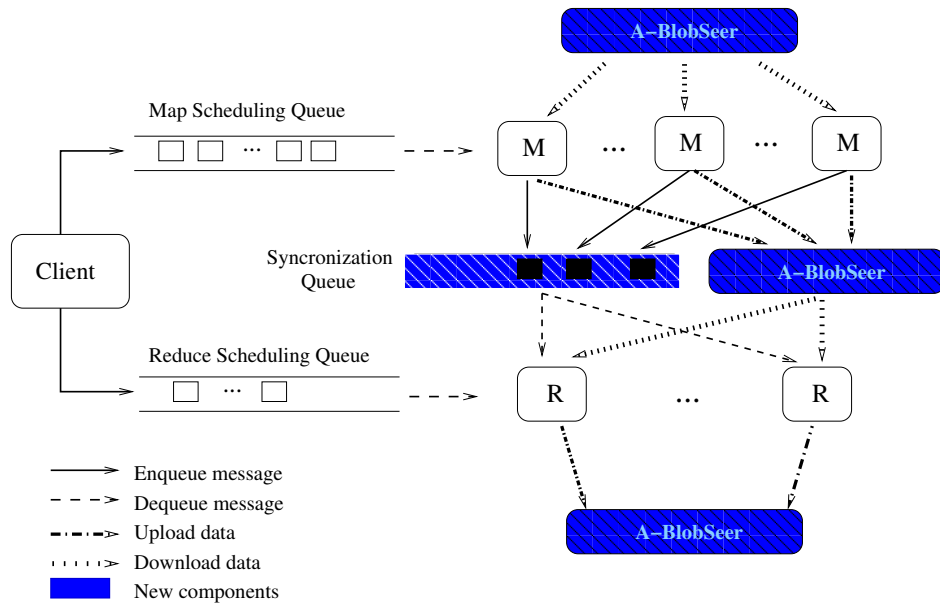 A-BlobSeer
Map Scheduling Queue
...
M
...
M
...
M
Client
Syncronization
Queue
A-BlobSeer
Reduce Scheduling Queue
...
R
...
R
Enqueue message
Dequeue message
Upload data
Download data
New components
A-BlobSeer